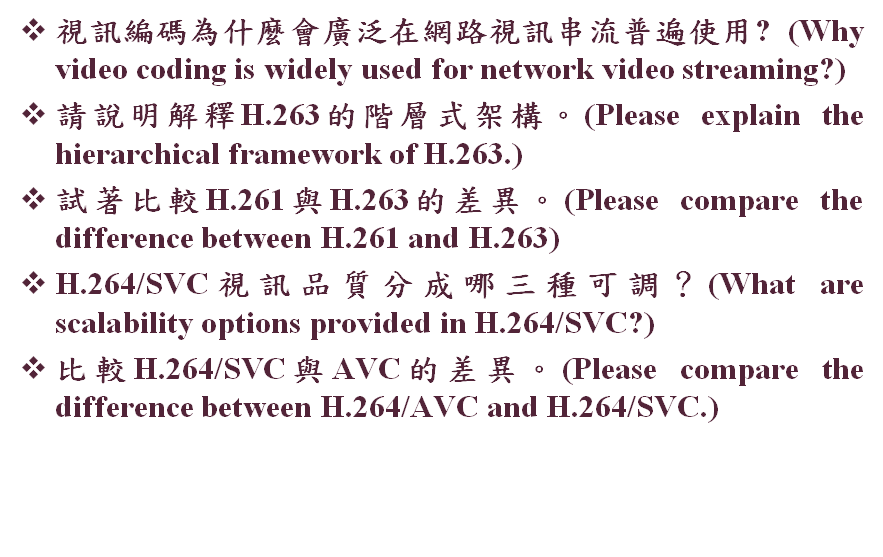 ❖ 視訊編碼為什麼會廣泛在網路視訊串流普遍使用? (Why
video coding is widely used for network video streaming?)
❖ 請說明解釋H.263的階層式架構。(Please explain the
hierarchical framework of H.263.)
❖ 試著比較H.261與H.263的差異。(Please compare the
difference between H.261 and H.263)
❖ H.264/SVC視訊品質分成哪三種可調？(What are
scalability options provided in H.264/SVC?)
❖ 比較H.264/SVC與AVC的差異。(Please compare the
difference between H.264/AVC and H.264/SVC.)